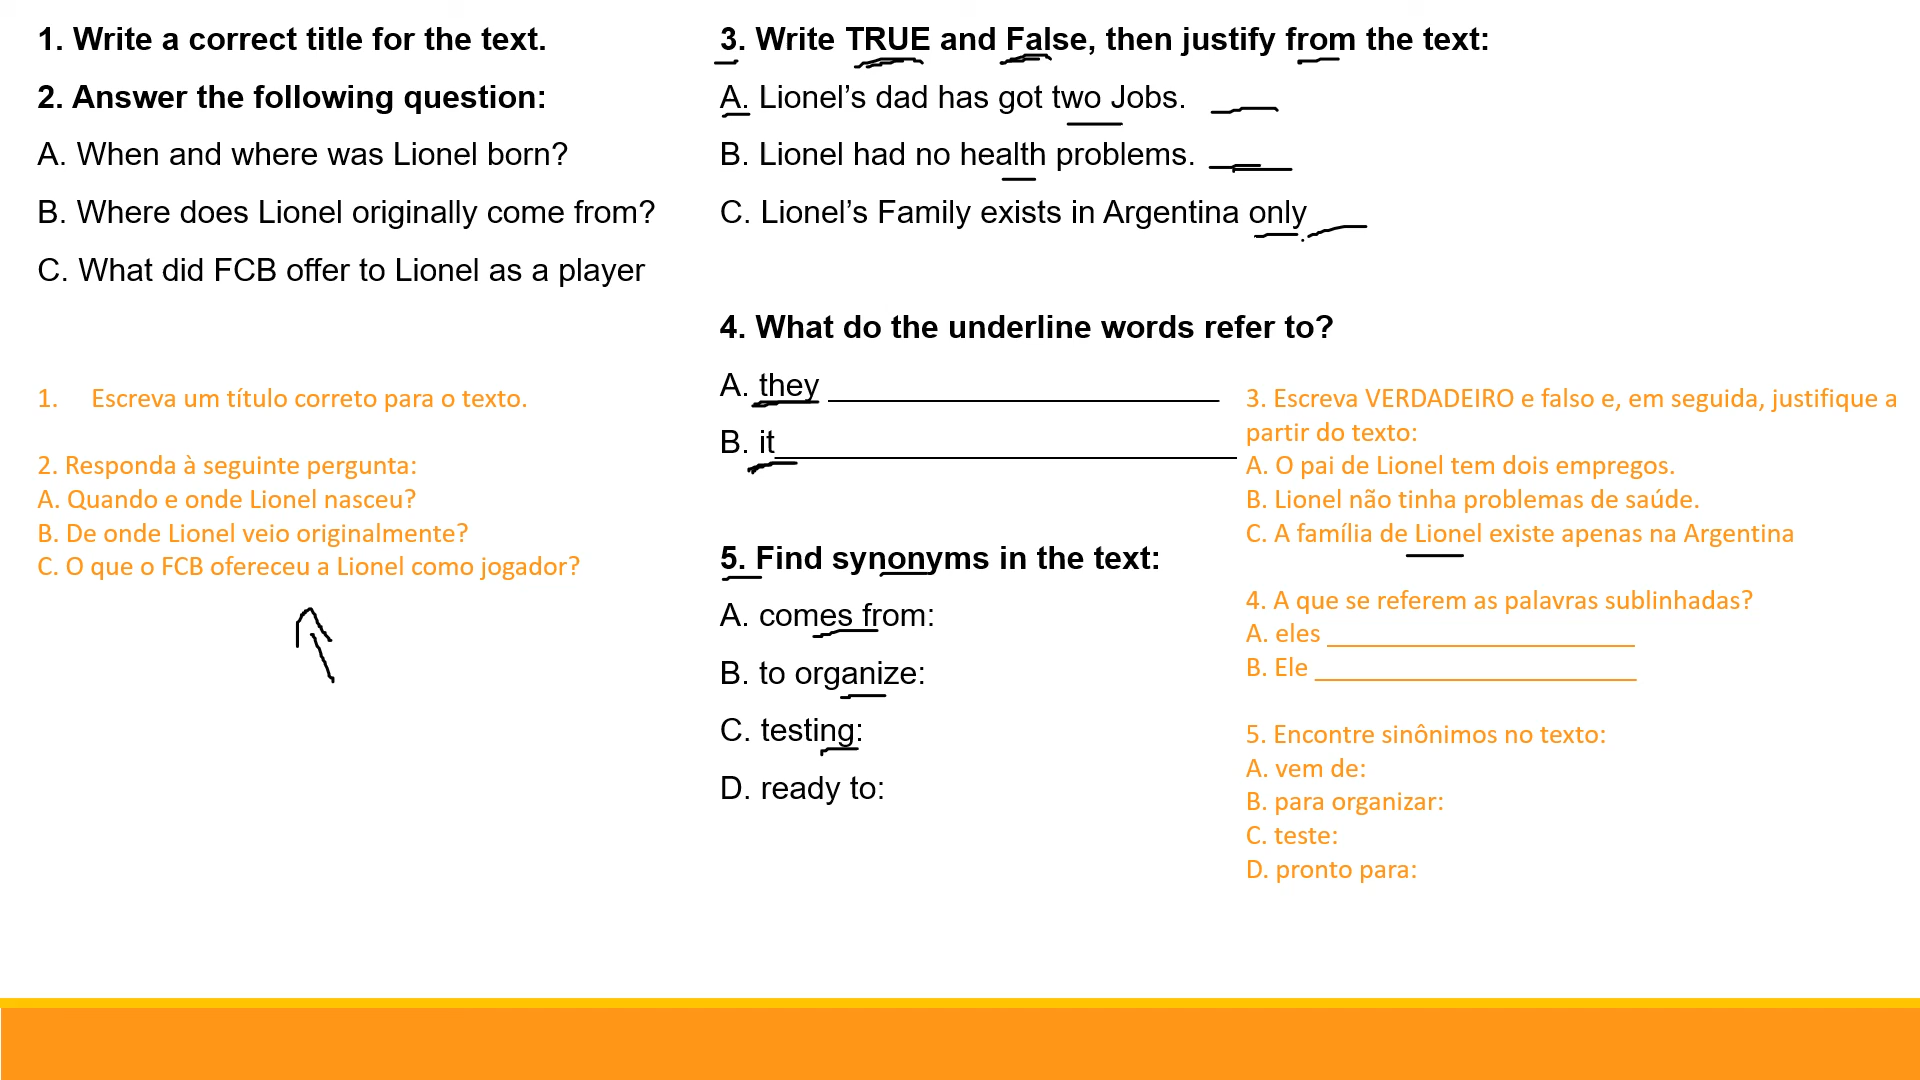 1. Write a correct title for the text.
2. Answer the following question:
A. When and where was Lionel born?
B. Where does Lionel originally come from?
C. What did FCB offer to Lionel as a player
1. Escreva um título correto para o texto.
2. Responda à seguinte pergunta:
A. Quando e onde Lionel nasceu?
B. De onde Lionel veio originalmente?
C. O que o FCB ofereceu a Lionel como jogador?
3. Write TRUE and False, then justify from the text:
A. Lionel’s dad has got two Jobs.
B. Lionel had no health problems.
C. Lionel’s Family exists in Argentina only.
4. What do the underline words refer to?
A. they ______________________
B. it__________________________
5. Find synonyms in the text:
A. comes from:
B. to organize:
C. testing:
D. ready to:
3. Escreva VERDADEIRO e falso e, em seguida, justifique a
partir do texto:
A. O pai de Lionel tem dois empregos.
B. Lionel não tinha problemas de saúde.
C. A família de Lionel existe apenas na Argentina
4. A que se referem as palavras sublinhadas?
A. eles ______________________
B. Ele _______________________
5. Encontre sinônimos no texto:
A. vem de:
B. para organizar:
C. teste:
D. pronto para: